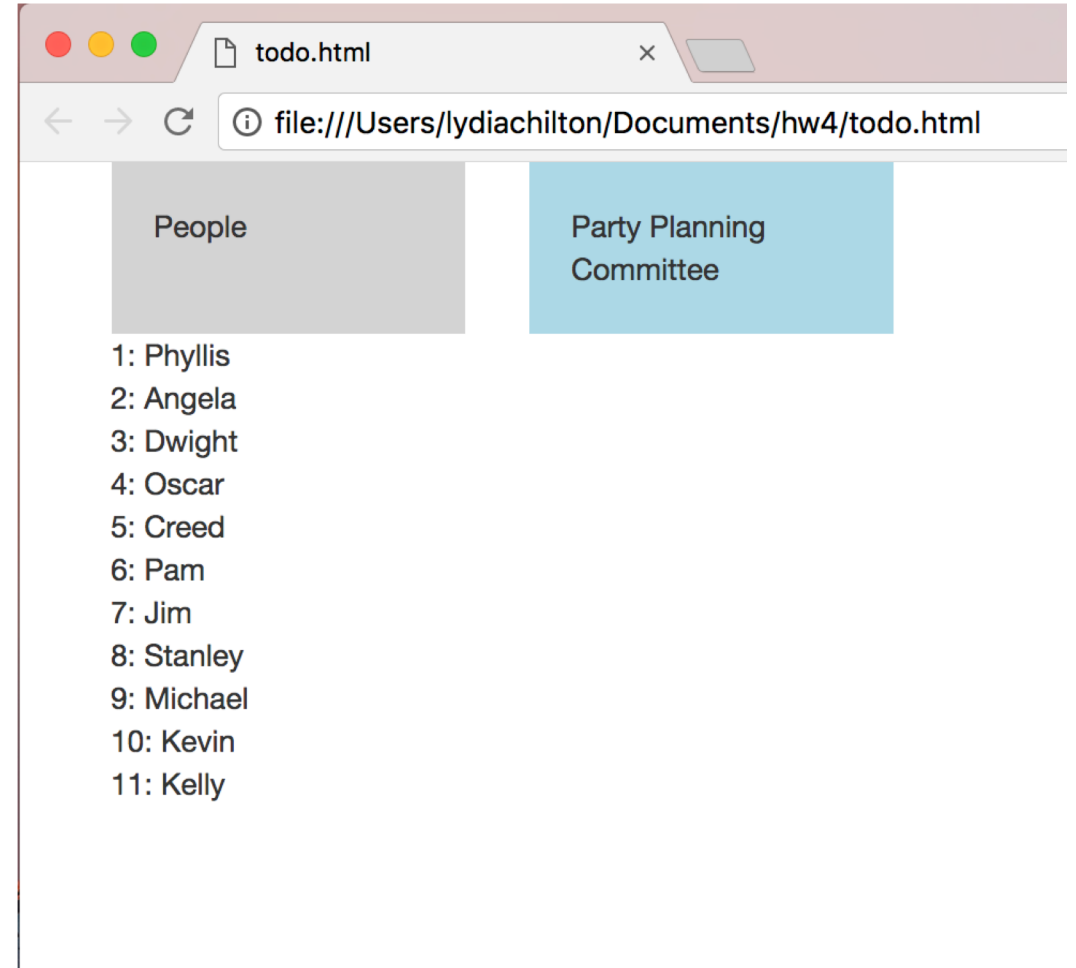 todo.html
file:///Users/lydiachilton/Documents/hw4/todo.html
People
Party Planning
Committee
1: Phyllis
2: Angela
3: Dwight
4: Oscar
5: Creed
6: Pam
7: Jim
8: Stanley
9: Michael
10: Kevin
11: Kelly